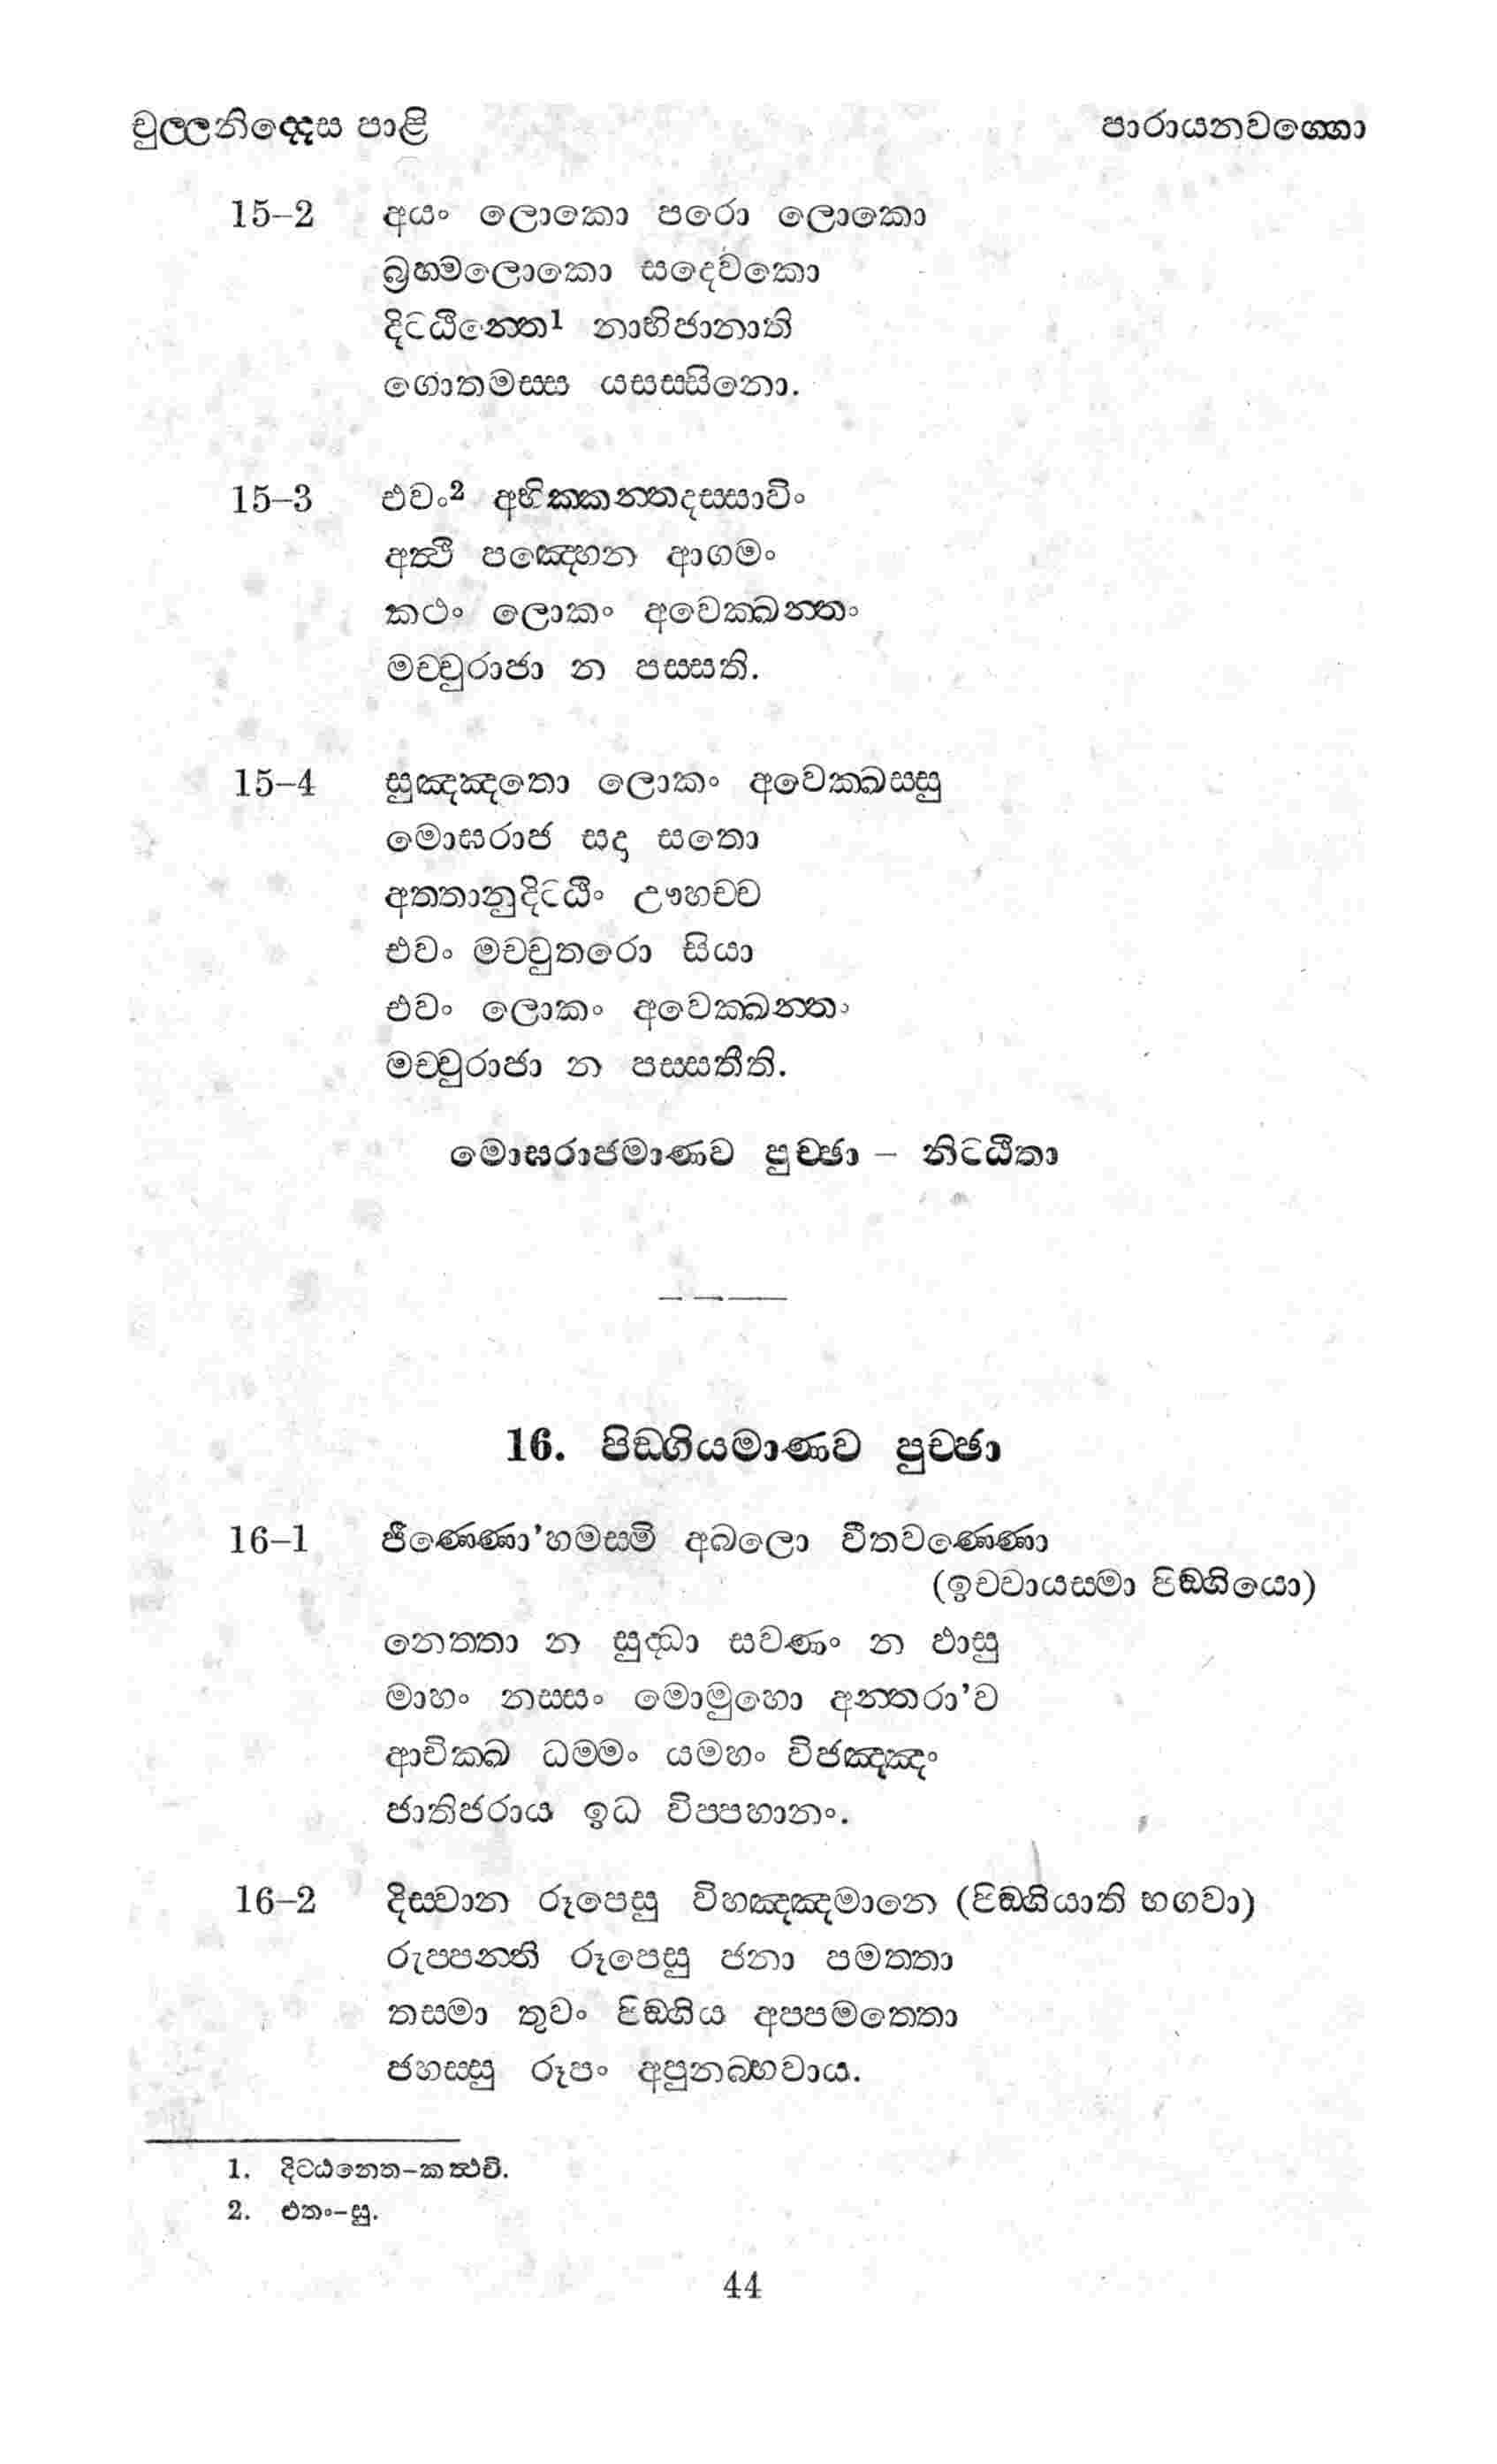 චුල්ලනිද්දෙස පාළි පාරායනවග්ගො
15–2 අයං ලොකො පරො ලොකො
බ්‍රහ්මලොකො සදෙවකො
දිට්ඨින්තෙ1 නාභිජානාති
ගොතමස්ස යසස්සිනො.
15–3 එවං2 අභික්කන්තදස්සාවිං
අත්ථි පඤ්හෙන ආගමං
කථං ලොකං අවෙක්ඛන්තං
මච්චුරාජා න පස්සති.
15–4 සුඤ්ඤතො ලොකං අවෙක්ඛස්සු
මොඝරාජ සදා සතො
අත්තානුදිට්ඨිං ඌහච්ච
එවං මච්චුතරො සියා
එවං ලොකං අවෙක්ඛන්තං
මච්චුරාජා න පස්සතීති.
මොඝරාජමාණව පුච්ඡා – නිට්ඨිතා
16. පිඞ්ගියමාණව පුච්ඡා
16–1 ජිණ්ණො'හමස්මි අබලො වීතවණ්ණො
(ඉච්චායස්මා පිඞ්ගියො)
නෙත්තා න සුද්ධා සවණං න ඵාසු
මාහං නස්සං මොමුහො අන්තරා'ව
ආචික්ඛ ධම්මං යමහං විජඤ්ඤං
ජාතිජරාය ඉධ විප්පහානං.
16–2 දිස්වාන රූපෙසු විහඤ්ඤමානෙ (පිඞ්ගියාති භගවා)
රුප්පන්ති රූපෙසු ජනා පමත්තා
තස්මා තුවං පිඞ්ගිය අප්පමත්තො
ජහස්සු රූපං අපුනබ්භවාය.
1. දිට්ඨන්තෙ–කත්ථචි.
2. එතං–සු.
44